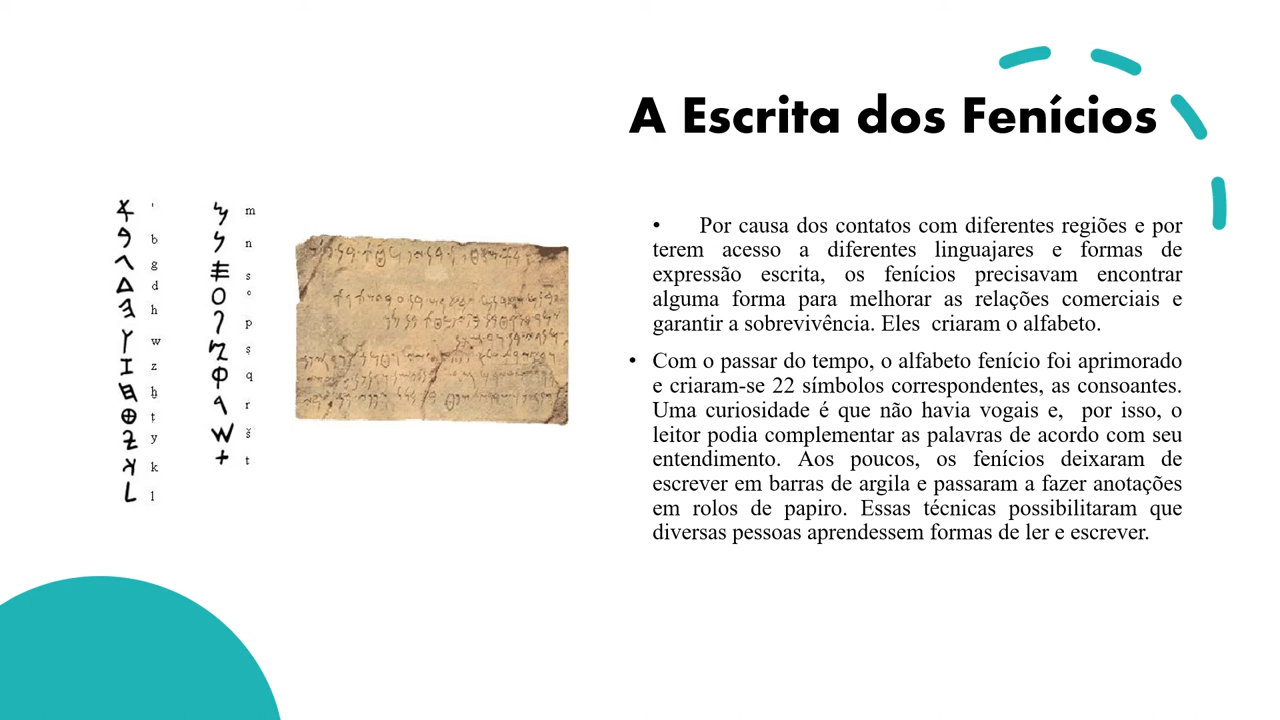 A Escrita dos Fenícios
• Por causa dos contatos com diferentes regiões e por
terem acesso a diferentes linguajares e formas de
expressão escrita, os fenícios precisavam encontrar
alguma forma para melhorar as relações comerciais e
garantir a sobrevivência. Eles criaram o alfabeto.
• Com o passar do tempo, o alfabeto fenício foi aprimorado
e criaram-se 22 símbolos correspondentes, as consoantes.
Uma curiosidade é que não havia vogais e, por isso, o
leitor podia complementar as palavras de acordo com seu
entendimento. Aos poucos, os fenícios deixaram de
escrever em barras de argila e passaram a fazer anotações
em rolos de papiro. Essas técnicas possibilitaram que
diversas pessoas aprendessem formas de ler e escrever.
𐤀 '
𐤁 b
𐤂 g
𐤃 d
𐤄 h
𐤅 w
𐤆 z
𐤇 ḥ
𐤈 ṭ
𐤉 y
𐤊 k
𐤋 l
𐤌 m
𐤍 n
𐤎 s
𐤏 °
𐤐 p
𐤑 ṣ
𐤒 q
𐤓 r
𐤔 š
𐤕 t